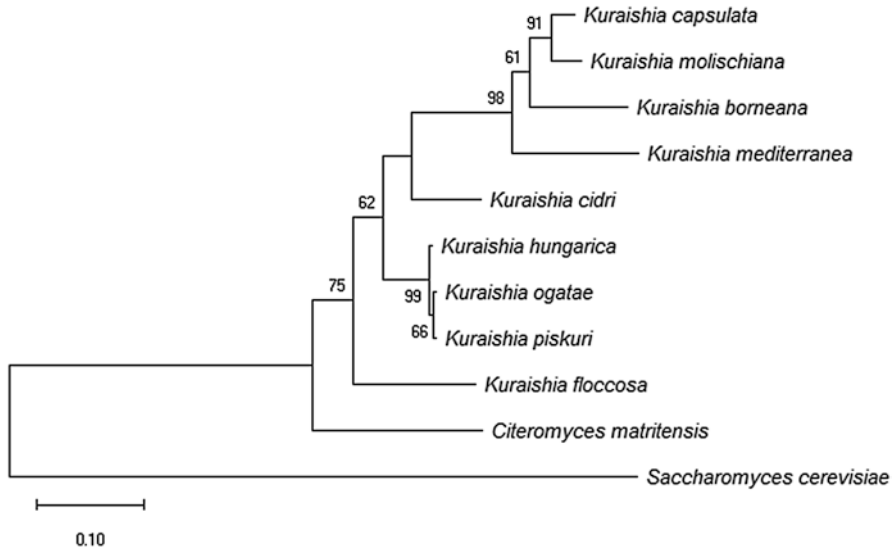 91
Kuraishia capsulata
61
Kuraishia molischiana
98
Kuraishia borneana
Kuraishia mediterranea
62
Kuraishia cidri
Kuraishia hungarica
75
99
Kuraishia ogatae
66
Kuraishia piskuri
Kuraishia floccosa
Citeromyces matritensis
Saccharomyces cerevisiae
0.10